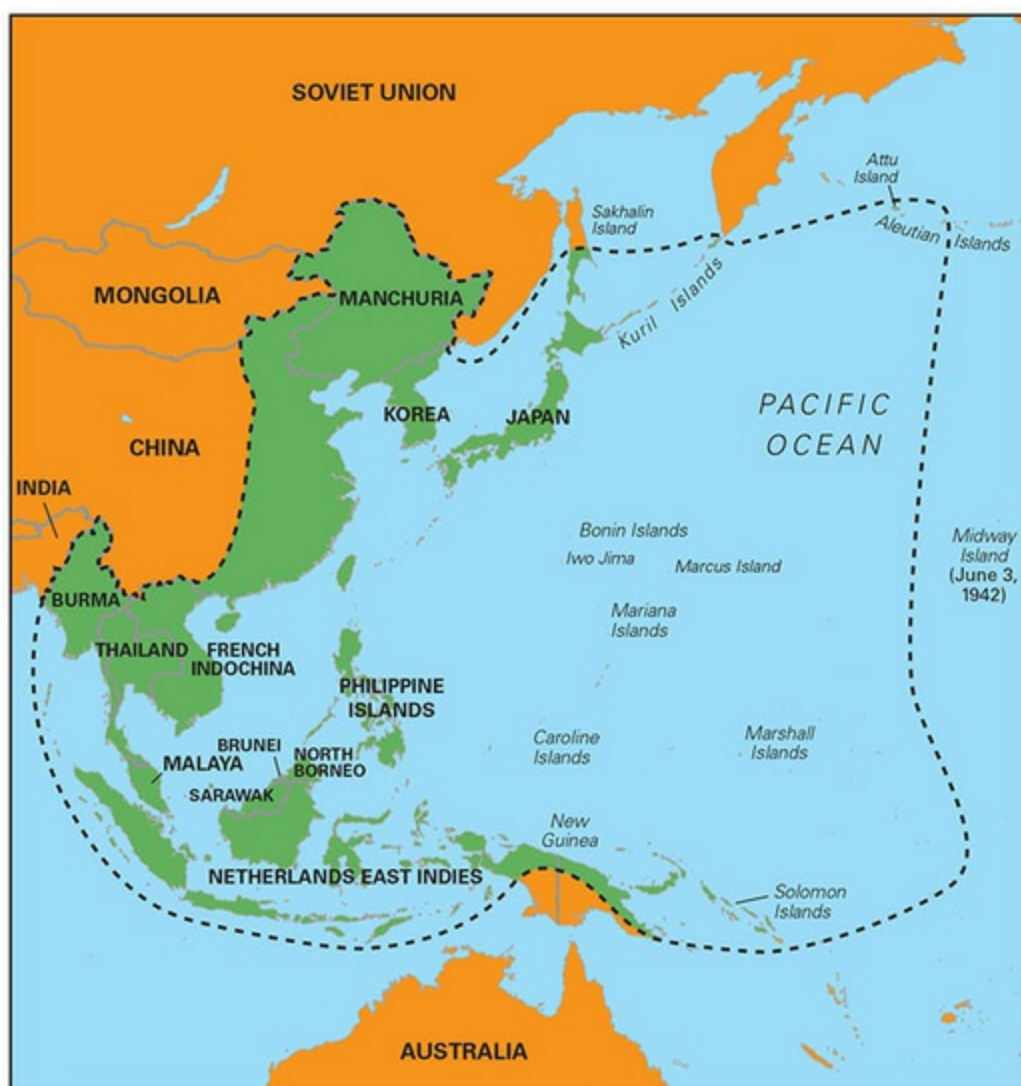 SOVIET UNION
Attu
Island
Sakhalin
Island
Aleutian Islands
MONGOLIA
MANCHURIA
Kuril Islands
KOREA
JAPAN
PACIFIC
OCEAN
CHINA
INDIA
Bonin Islands
Iwo Jima
Marcus Island
Midway
Island
(June 3,
1942)
BURMA
Mariana
Islands
THAILAND
FRENCH
INDOCHINA
PHILIPPINE
ISLANDS
Caroline
Islands
Marshall
Islands
BRUNEI
MALAYA
NORTH
BORNEO
SARAWAK
New
Guinea
NETHERLANDS EAST INDIES
Solomon
Islands
AUSTRALIA